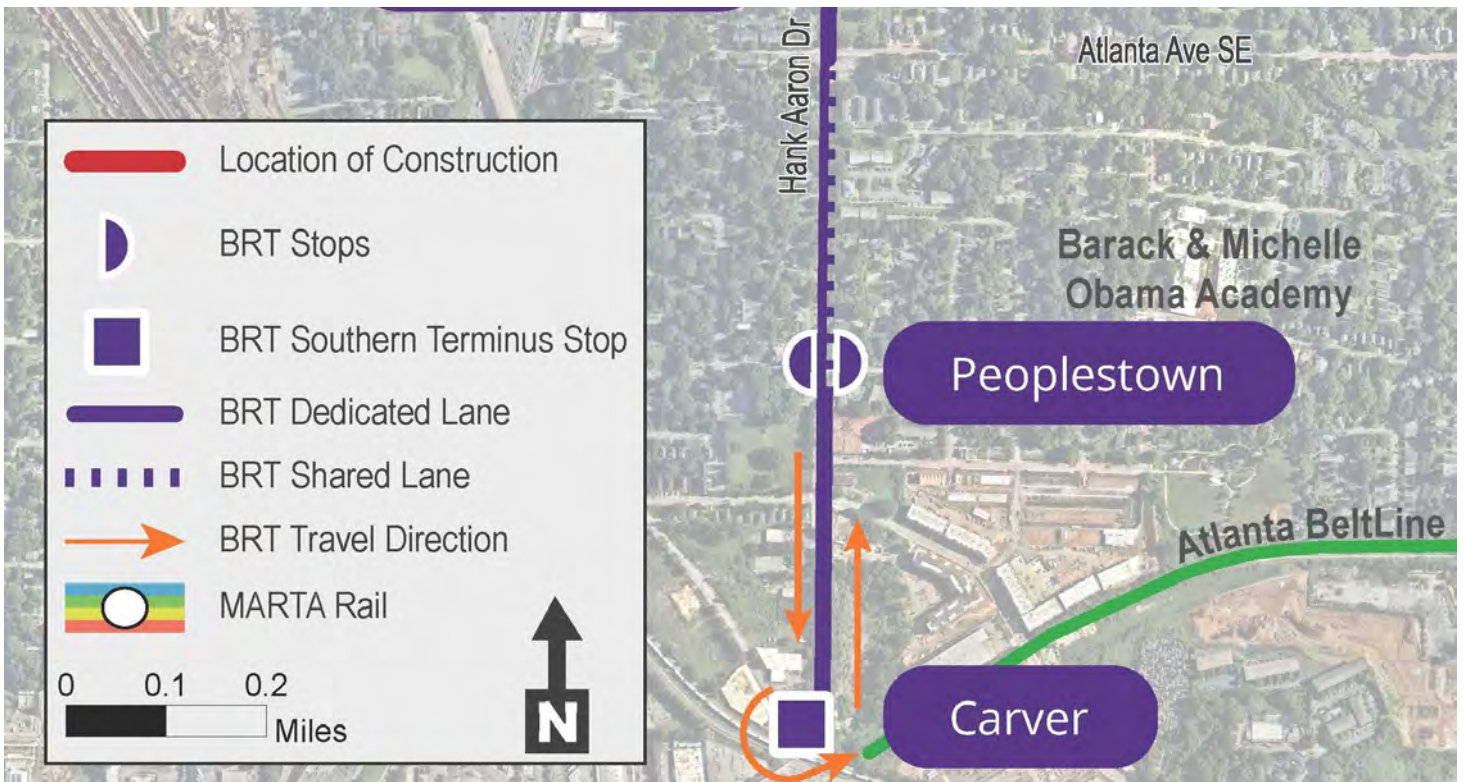 Hank Aaron Dr
Atlanta Ave SE
Location of Construction
BRT Stops
BRT Southern Terminus Stop
BRT Dedicated Lane
BRT Shared Lane
BRT Travel Direction
MARTA Rail
0 0.1 0.2
Miles
N
Barack & Michelle
Obama Academy
Peoplestown
Atlanta BeltLine
Carver